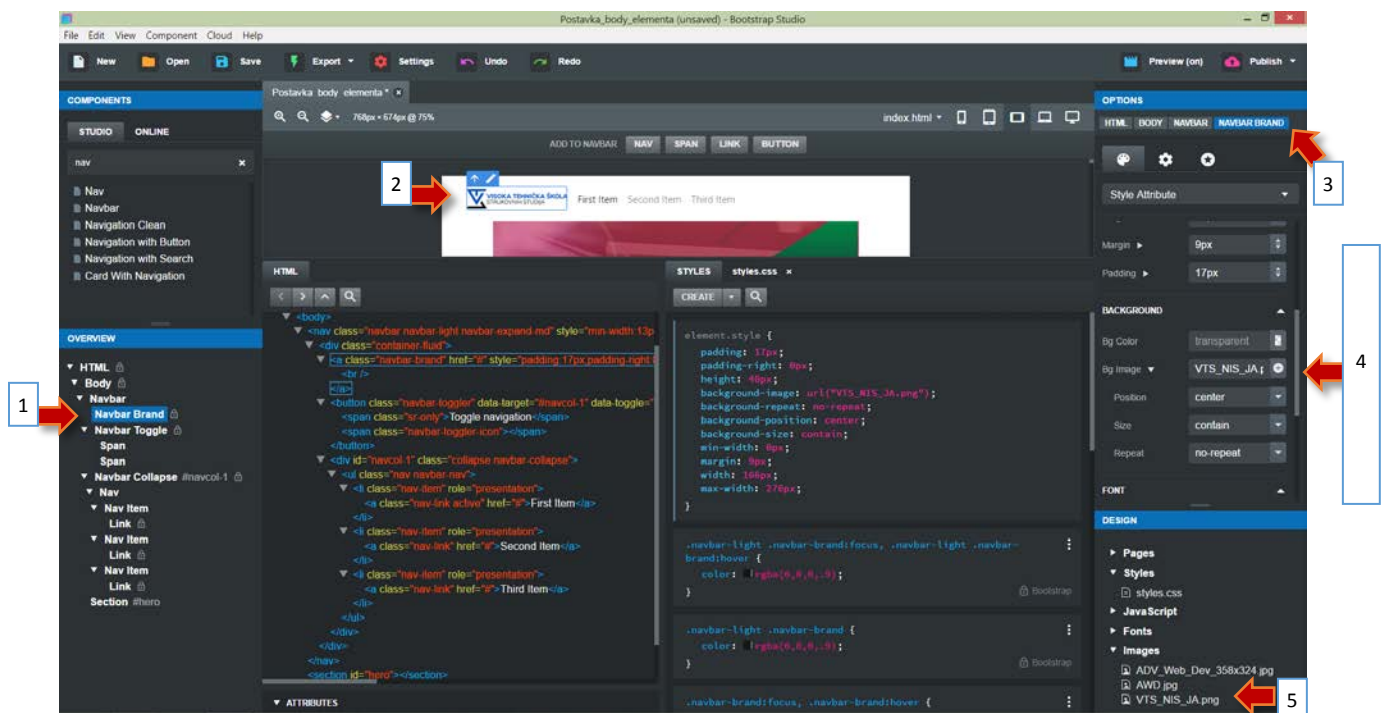 Postavka_body_elementa (unsaved) - Bootstrap Studio
File Edit View Component Cloud Help
New Open Save Export Settings Undo Redo Preview (on) Publish
COMPONENTS
STUDIO ONLINE
nav
Nav
Navbar
Navigation Clean
Navigation with Button
Navigation with Search
Card With Navigation
OVERVIEW
HTML
Body
Navbar
1
Navbar Brand
Navbar Toggle
Span
Span
Navbar Collapse #navcol-1
Nav
Nav Item
Link
Nav Item
Link
Nav Item
Link
Section #hero
Postavka body elementa *
768px × 674px @ 75%
index.html
ADD TO NAVBAR NAV SPAN LINK BUTTON
2
VISOKA TEHNIČKA ŠKOLA
STRUKOVNIH STUDIJA
First Item Second Item Third Item
HTML
<body>
<nav class="navbar navbar-light navbar-expand-md" style="min-width:13p
<div class="container-fluid">
<a class="navbar-brand" href="#" style="padding:17px;padding-right:
<br />
</a>
<button class="navbar-toggler" data-target="#navcol-1" data-toggle="
<span class="sr-only">Toggle navigation</span>
<span class="navbar-toggler-icon"></span>
</button>
<div id="navcol-1" class="collapse navbar-collapse">
<ul class="nav navbar-nav">
<li class="nav-item" role="presentation">
<a class="nav-link active" href="#">First Item</a>
</li>
<li class="nav-item" role="presentation">
<a class="nav-link" href="#">Second Item</a>
</li>
<li class="nav-item" role="presentation">
<a class="nav-link" href="#">Third Item</a>
</li>
</ul>
</div>
</div>
</nav>
<section id="hero"></section>
ATTRIBUTES
STYLES styles.css
CREATE
element.style {
padding: 17px;
padding-right: 0px;
height: 40px;
background-image: url("VTS_NIS_JA.png");
background-repeat: no-repeat;
background-position: center;
background-size: contain;
min-width: 0px;
margin: 9px;
width: 166px;
max-width: 276px;
}
.navbar-light .navbar-brand:focus, .navbar-light .navbar-
brand:hover {
color: rgba(0,0,0,.9);
}
Bootstrap
.navbar-light .navbar-brand {
color: rgba(0,0,0,.9);
}
Bootstrap
.navbar-brand:focus, .navbar-brand:hover {
OPTIONS
HTML BODY NAVBAR NAVBAR BRAND
3
Style Attribute
Margin 9px
Padding 17px
BACKGROUND
Bg Color transparent
Bg Image VTS_NIS_JA.p
4
Position center
Size contain
Repeat no-repeat
FONT
DESIGN
Pages
Styles
styles.css
JavaScript
Fonts
Images
ADV_Web_Dev_358x324.jpg
AWD.jpg
VTS_NIS_JA.png
5